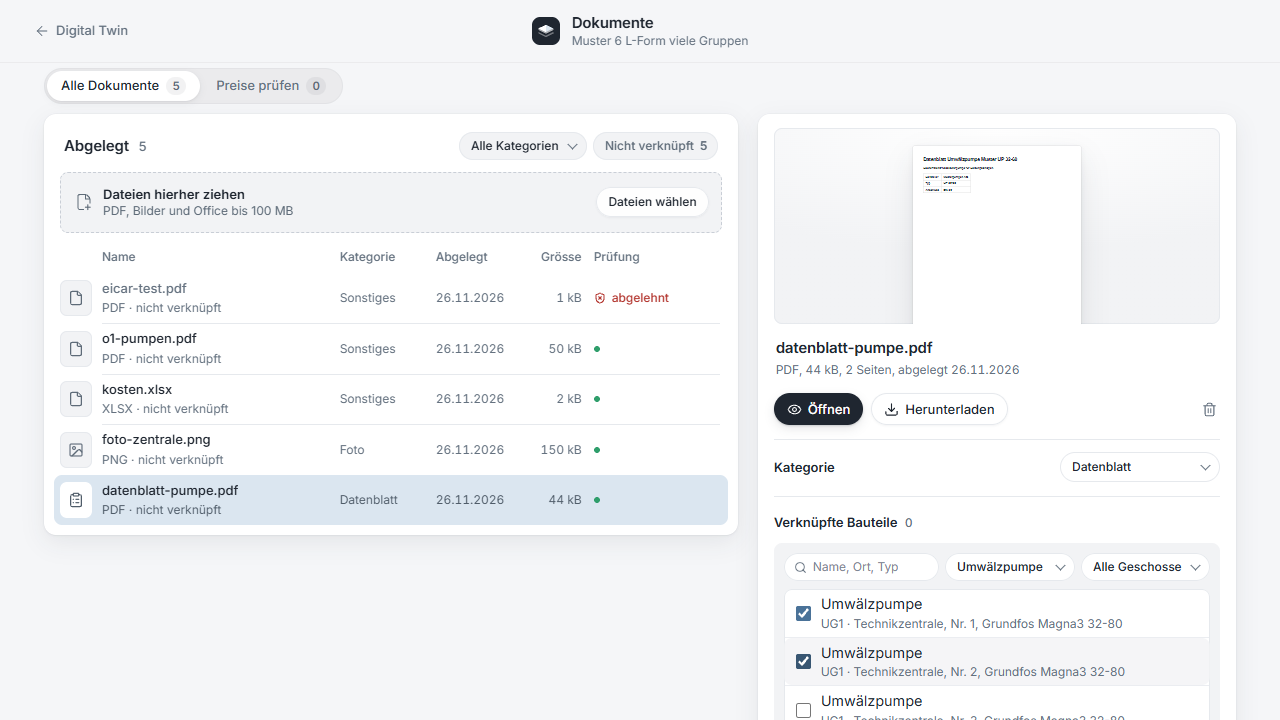 Digital Twin
Dokumente
Muster 6 L-Form viele Gruppen
Alle Dokumente 5
Preise prüfen 0
Abgelegt 5
Alle Kategorien
Nicht verknüpft 5
Dateien hierher ziehen.
PDF, Bilder und Office bis 100 MB
Dateien wählen
Name Kategorie Abgelegt Grösse Prüfung
eicar-test.pdf
PDF · nicht verknüpft
Sonstiges 26.11.2026 1 kB abgelehnt
o1-pumpen.pdf
PDF · nicht verknüpft
Sonstiges 26.11.2026 50 kB
kosten.xlsx
XLSX · nicht verknüpft
Sonstiges 26.11.2026 2 kB
foto-zentrale.png
PNG · nicht verknüpft
Foto 26.11.2026 150 kB
datenblatt-pumpe.pdf
PDF · nicht verknüpft
Datenblatt 26.11.2026 44 kB
Datenblatt Umwälzpumpe Muster UP 32-60
datenblatt-pumpe.pdf
PDF, 44 kB, 2 Seiten, abgelegt 26.11.2026
Öffnen
Herunterladen
Kategorie
Datenblatt
Verknüpfte Bauteile 0
Name, Ort, Typ
Umwälzpumpe
Alle Geschosse
Umwälzpumpe
UG1 · Technikzentrale, Nr. 1, Grundfos Magna3 32-80
Umwälzpumpe
UG1 · Technikzentrale, Nr. 2, Grundfos Magna3 32-80
Umwälzpumpe